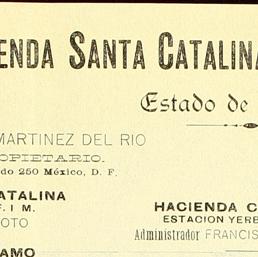 ENDA SANTA CATALINA
Estado de
MARTINEZ DEL RIO
OPIETARIO.
do 250 México, D. F.
ATALINA
F. I M.
OTO
HACIENDA C
ESTACION YERB
Administrador FRANCIS
AMO